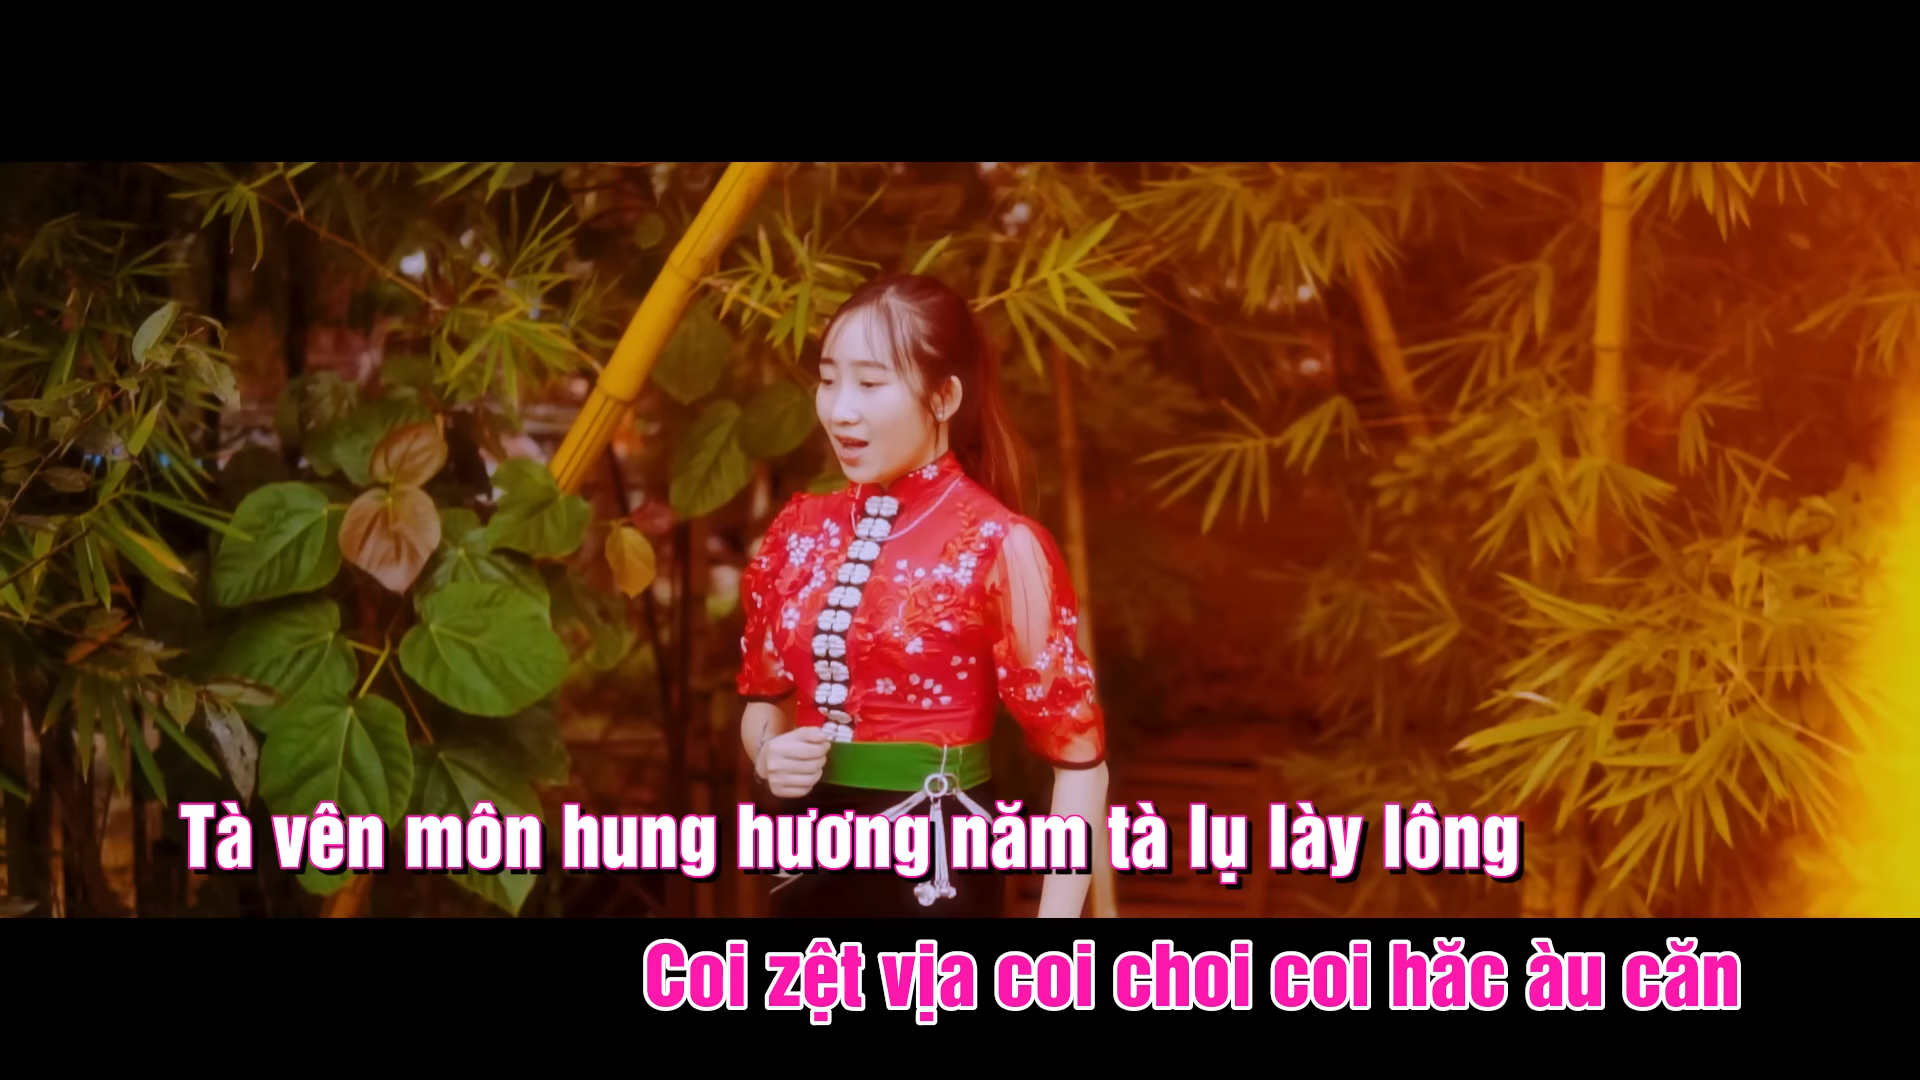 Tà vên môn hung hương năm tà lụ lày lông
Coi zệt vịa coi choi coi hăc àu căn